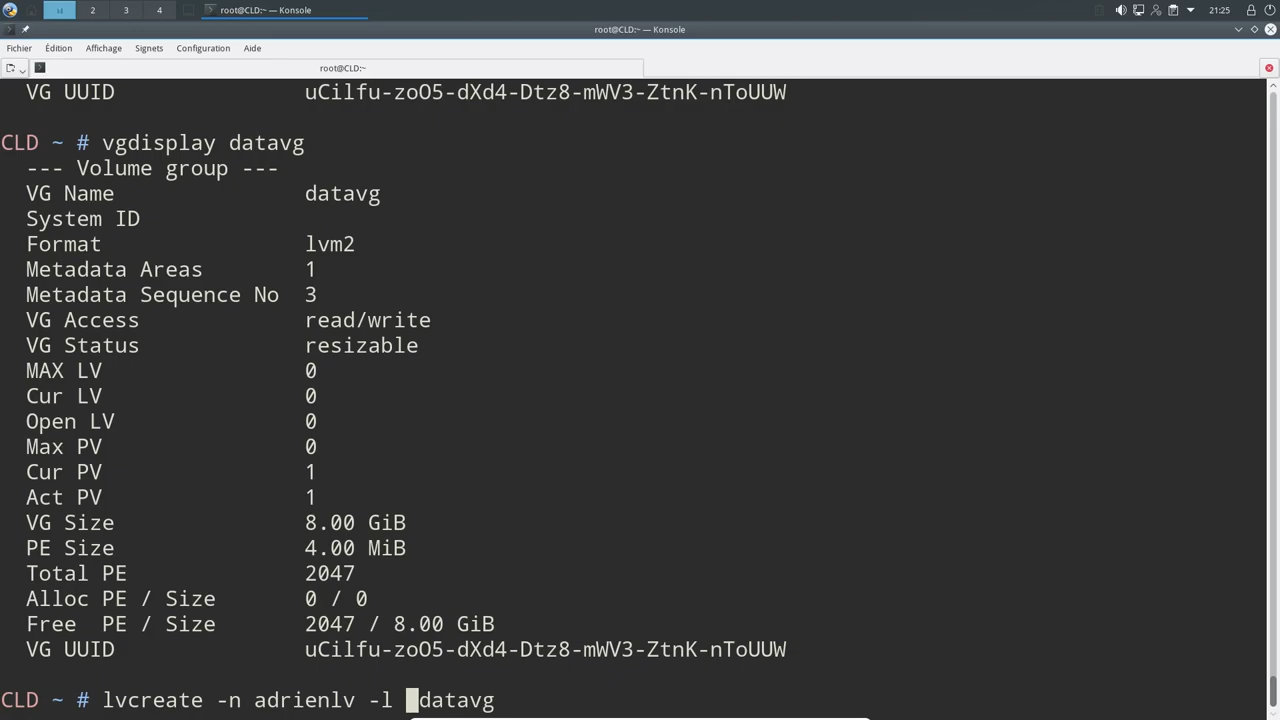 2
3
4
root@CLD:~ — Konsole
21:25
root@CLD:~ — Konsole
Fichier Édition Affichage Signets Configuration Aide
root@CLD:~
VG UUID uCilfu-zoO5-dXd4-Dtz8-mWV3-ZtnK-nToUUW
CLD ~ # vgdisplay datavg
--- Volume group ---
VG Name datavg
System ID
Format lvm2
Metadata Areas 1
Metadata Sequence No 3
VG Access read/write
VG Status resizable
MAX LV 0
Cur LV 0
Open LV 0
Max PV 0
Cur PV 1
Act PV 1
VG Size 8.00 GiB
PE Size 4.00 MiB
Total PE 2047
Alloc PE / Size 0 / 0
Free PE / Size 2047 / 8.00 GiB
VG UUID uCilfu-zoO5-dXd4-Dtz8-mWV3-ZtnK-nToUUW
CLD ~ # lvcreate -n adrienlv -l datavg